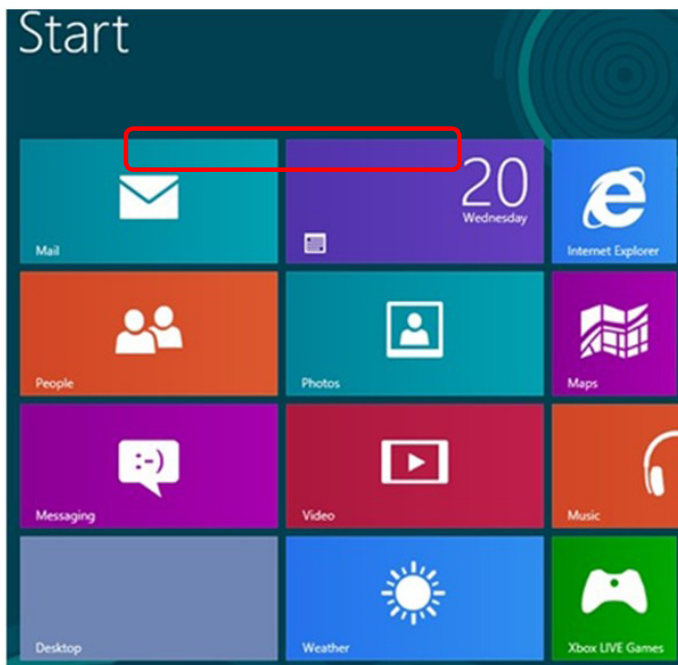 Start
20
Wednesday
Mail
Internet Explorer
People
Photos
Maps
:-)
Messaging
Video
Music
Desktop
Weather
Xbox LIVE Games